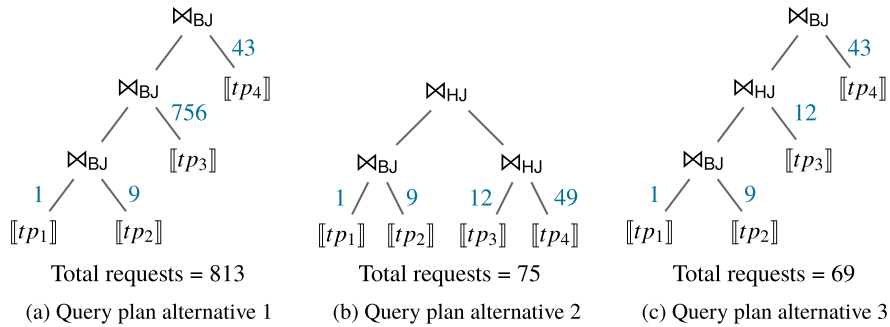 ⋈BJ
43
⋈BJ
⟦tp4⟧
756
⋈BJ
⟦tp3⟧
1
9
⟦tp1⟧
⟦tp2⟧
Total requests = 813
(a) Query plan alternative 1
⋈HJ
⋈BJ
⋈HJ
1
9
12
49
⟦tp1⟧
⟦tp2⟧
⟦tp3⟧
⟦tp4⟧
Total requests = 75
(b) Query plan alternative 2
⋈BJ
43
⋈HJ
⟦tp4⟧
12
⋈BJ
⟦tp3⟧
1
9
⟦tp1⟧
⟦tp2⟧
Total requests = 69
(c) Query plan alternative 3